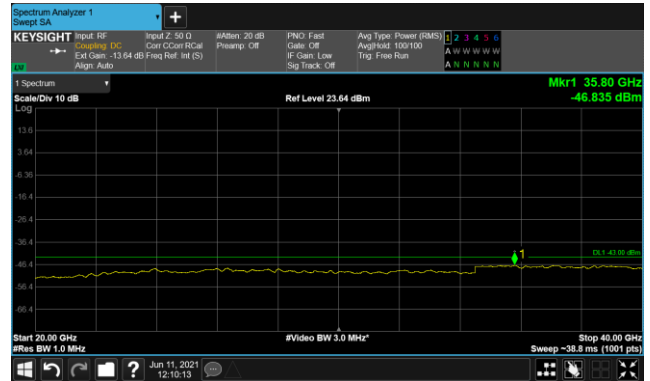 Spectrum Analyzer 1
Swept SA
+
KEYSIGHT Input: RF Input Z: 50 Ω #Atten: 20 dB PNO: Fast Avg Type: Power (RMS) 1 2 3 4 5 6
Coupling: DC Corr CCorr RCal Preamp: Off Gate: Off Avg|Hold: 100/100 A W W W W W
Ext Gain: -13.64 dB Freq Ref: Int (S) IF Gain: Low Trig: Free Run
Align: Auto Sig Track: Off A N N N N N
1 Spectrum
Mkr1 35.80 GHz
Scale/Div 10 dB Ref Level 23.64 dBm -46.835 dBm
Log
13.6
3.64
-6.36
-16.4
-26.4
-36.4
1
DL1 -43.00 dBm
-46.4
-56.4
-66.4
Start 20.00 GHz #Video BW 3.0 MHz* Stop 40.00 GHz
#Res BW 1.0 MHz Sweep ~38.8 ms (1001 pts)
? Jun 11, 2021
12:10:13